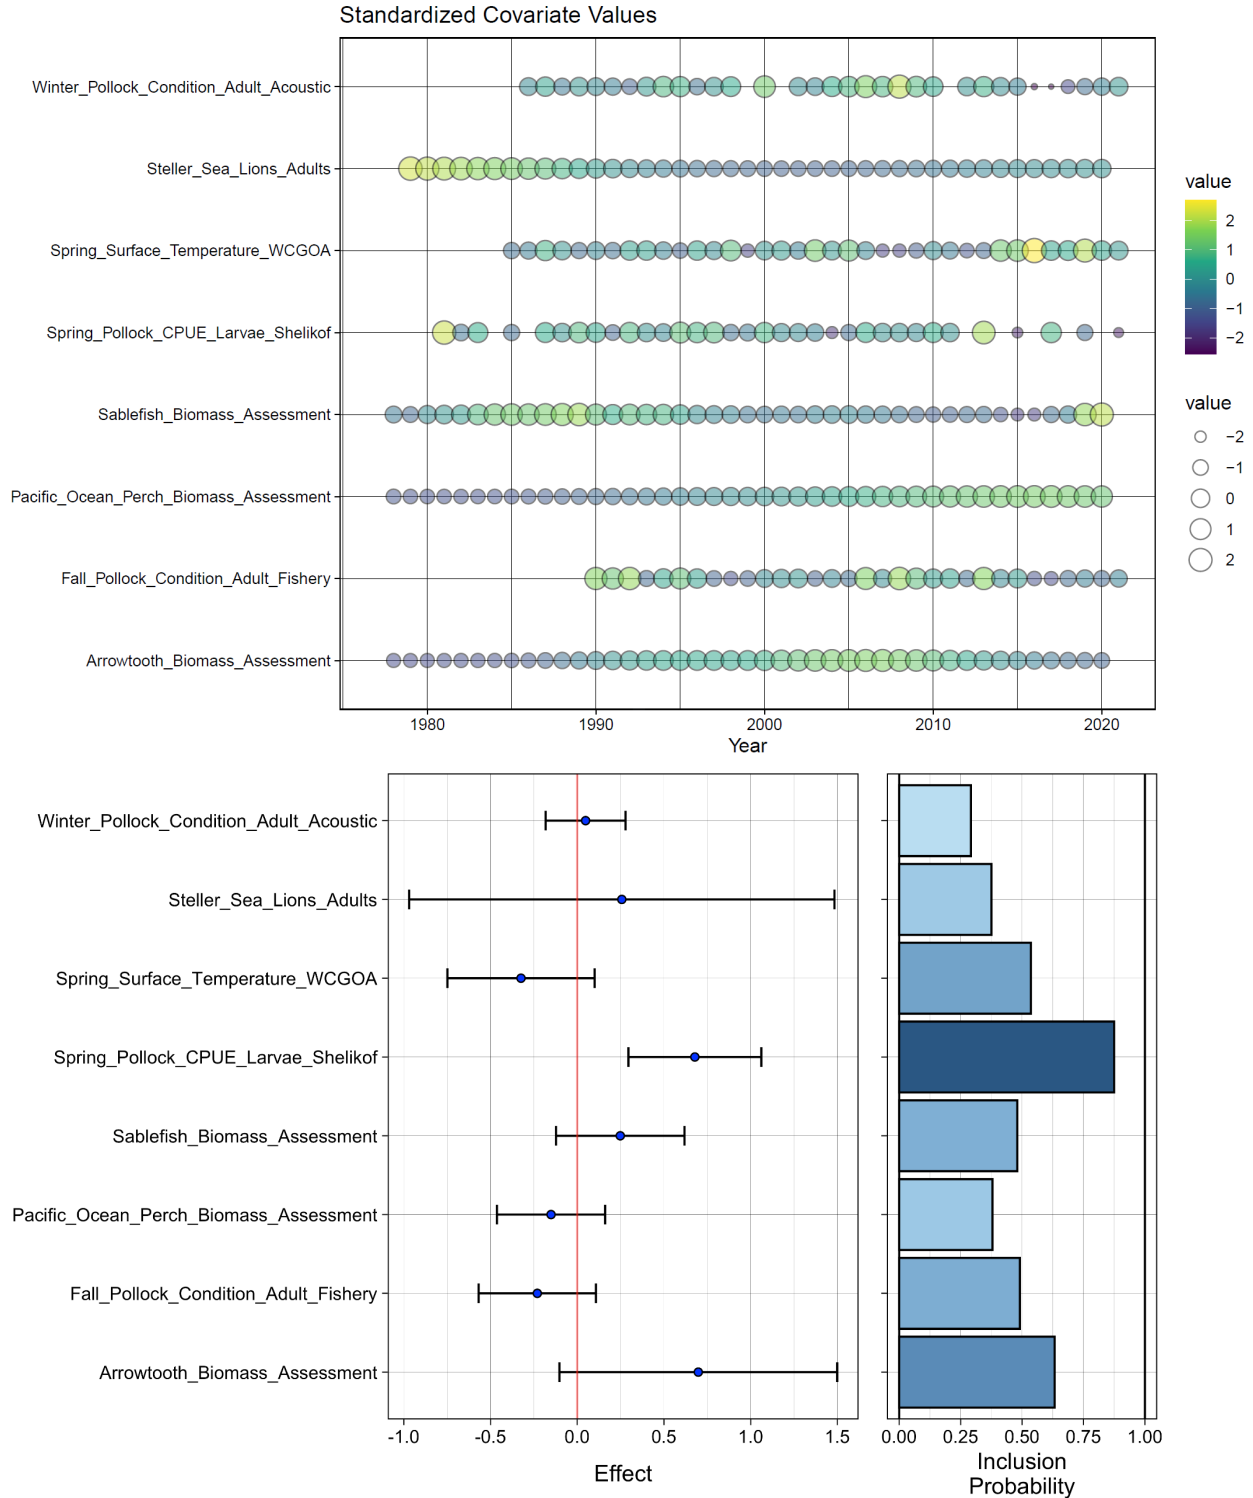 Standardized Covariate Values
Winter_Pollock_Condition_Adult_Acoustic
Steller_Sea_Lions_Adults
Spring_Surface_Temperature_WCGOA
Spring_Pollock_CPUE_Larvae_Shelikof
Sablefish_Biomass_Assessment
Pacific_Ocean_Perch_Biomass_Assessment
Fall_Pollock_Condition_Adult_Fishery
Arrowtooth_Biomass_Assessment
1980 1990 2000 2010 2020
Year
value
2
1
0
−1
−2
value
−2
−1
0
1
2
Winter_Pollock_Condition_Adult_Acoustic
Steller_Sea_Lions_Adults
Spring_Surface_Temperature_WCGOA
Spring_Pollock_CPUE_Larvae_Shelikof
Sablefish_Biomass_Assessment
Pacific_Ocean_Perch_Biomass_Assessment
Fall_Pollock_Condition_Adult_Fishery
Arrowtooth_Biomass_Assessment
-1.0 -0.5 0.0 0.5 1.0 1.5
Effect
0.00 0.25 0.50 0.75 1.00
Inclusion
Probability